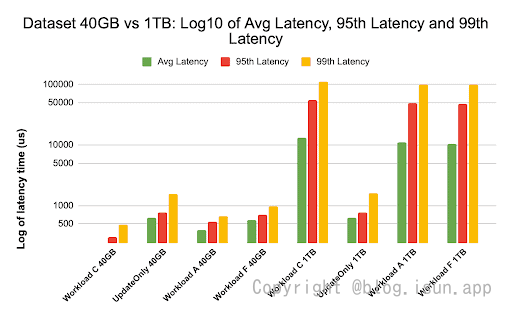 Dataset 40GB vs 1TB: Log10 of Avg Latency, 95th Latency and 99th
Latency
Avg Latency
95th Latency
99th Latency
Log of latency time (us)
100000
50000
10000
5000
1000
500
Workload C 40GB
UpdateOnly 40GB
Workload A 40GB
Workload F 40GB
Workload C 1TB
UpdateOnly 1TB
Workload A 1TB
Workload F 1TB
Copyright @blog.isun.app